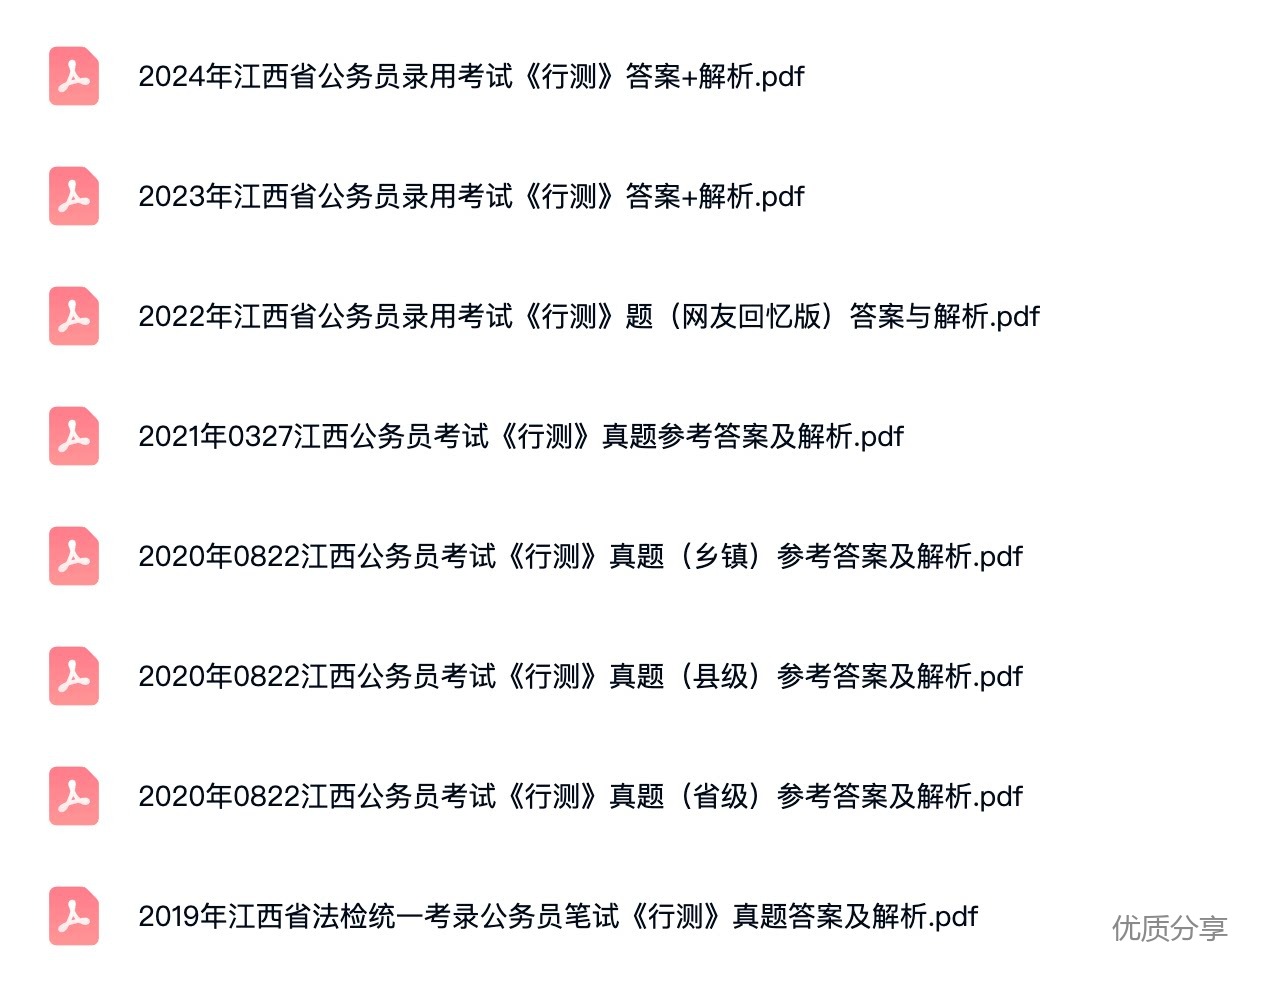 2024年江西省公务员录用考试《行测》答案+解析.pdf
2023年江西省公务员录用考试《行测》答案+解析.pdf
2022年江西省公务员录用考试《行测》题（网友回忆版）答案与解析.pdf
2021年0327江西公务员考试《行测》真题参考答案及解析.pdf
2020年0822江西公务员考试《行测》真题（乡镇）参考答案及解析.pdf
2020年0822江西公务员考试《行测》真题（县级）参考答案及解析.pdf
2020年0822江西公务员考试《行测》真题（省级）参考答案及解析.pdf
2019年江西省法检统一考录公务员笔试《行测》真题答案及解析.pdf
优质分享